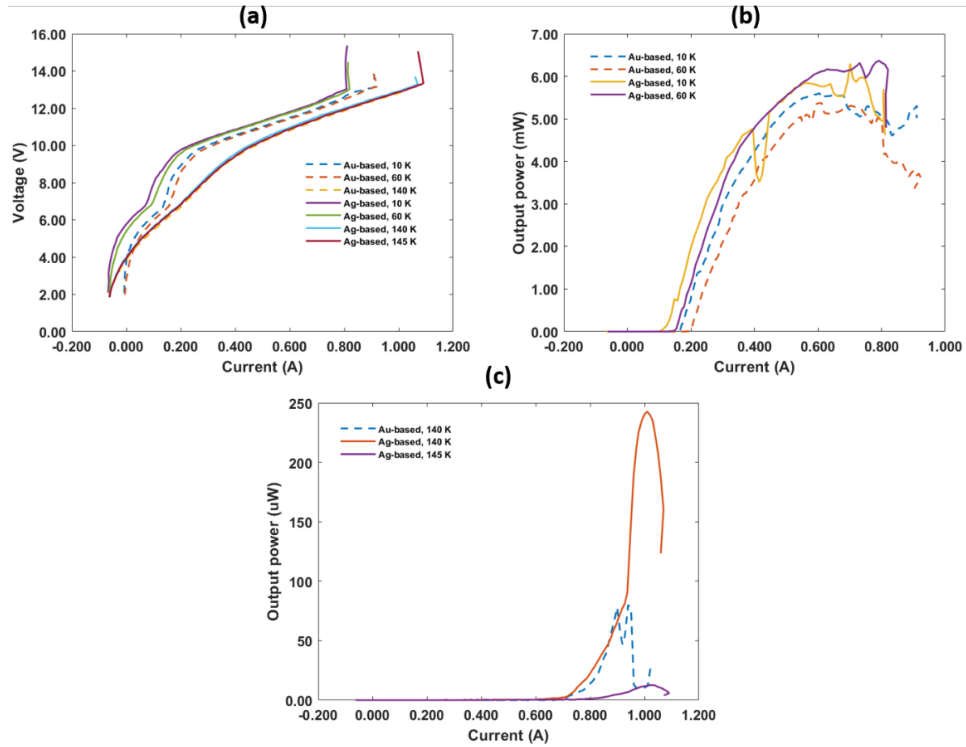 (a)
16.00
14.00
12.00
10.00
8.00
6.00
4.00
2.00
0.00
Voltage (V)
-0.200 0.000 0.200 0.400 0.600 0.800 1.000 1.200
Current (A)
Au-based, 10 K
Au-based, 60 K
Au-based, 140 K
Ag-based, 10 K
Ag-based, 60 K
Ag-based, 140 K
Ag-based, 145 K
(b)
7.00
6.00
5.00
4.00
3.00
2.00
1.00
0.00
Output power (mW)
-0.200 0.000 0.200 0.400 0.600 0.800 1.000
Current (A)
Au-based, 10 K
Au-based, 60 K
Ag-based, 10 K
Ag-based, 60 K
(c)
250
200
150
100
50
0.00
Output power (uW)
-0.200 0.000 0.200 0.400 0.600 0.800 1.000 1.200
Current (A)
Au-based, 140 K
Ag-based, 140 K
Ag-based, 145 K